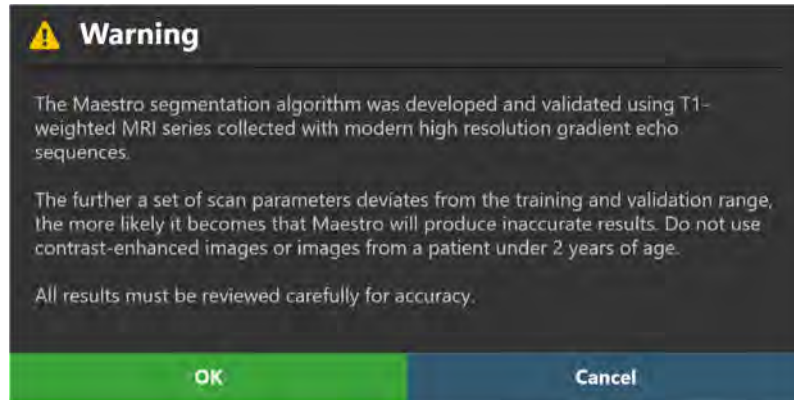 Warning
The Maestro segmentation algorithm was developed and validated using T1-
weighted MRI series collected with modern high resolution gradient echo
sequences.
The further a set of scan parameters deviates from the training and validation range,
the more likely it becomes that Maestro will produce inaccurate results. Do not use
contrast-enhanced images or images from a patient under 2 years of age.
All results must be reviewed carefully for accuracy.
OK
Cancel